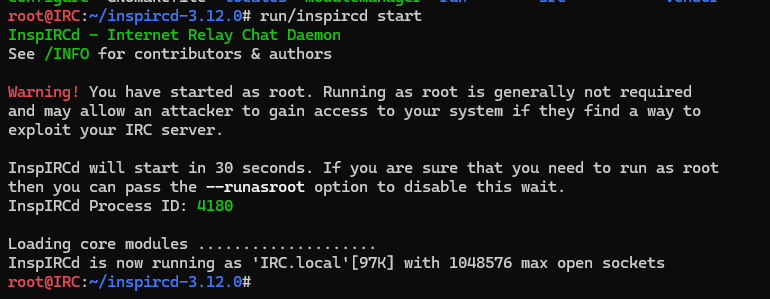 root@IRC:~/inspircd-3.12.0# run/inspircd start
InspIRCd - Internet Relay Chat Daemon
See /INFO for contributors & authors
Warning! You have started as root. Running as root is generally not required
and may allow an attacker to gain access to your system if they find a way to
exploit your IRC server.
InspIRCd will start in 30 seconds. If you are sure that you need to run as root
then you can pass the --runasroot option to disable this wait.
InspIRCd Process ID: 4180
Loading core modules ....................
InspIRCd is now running as 'IRC.local'[97K] with 1048576 max open sockets
root@IRC:~/inspircd-3.12.0#